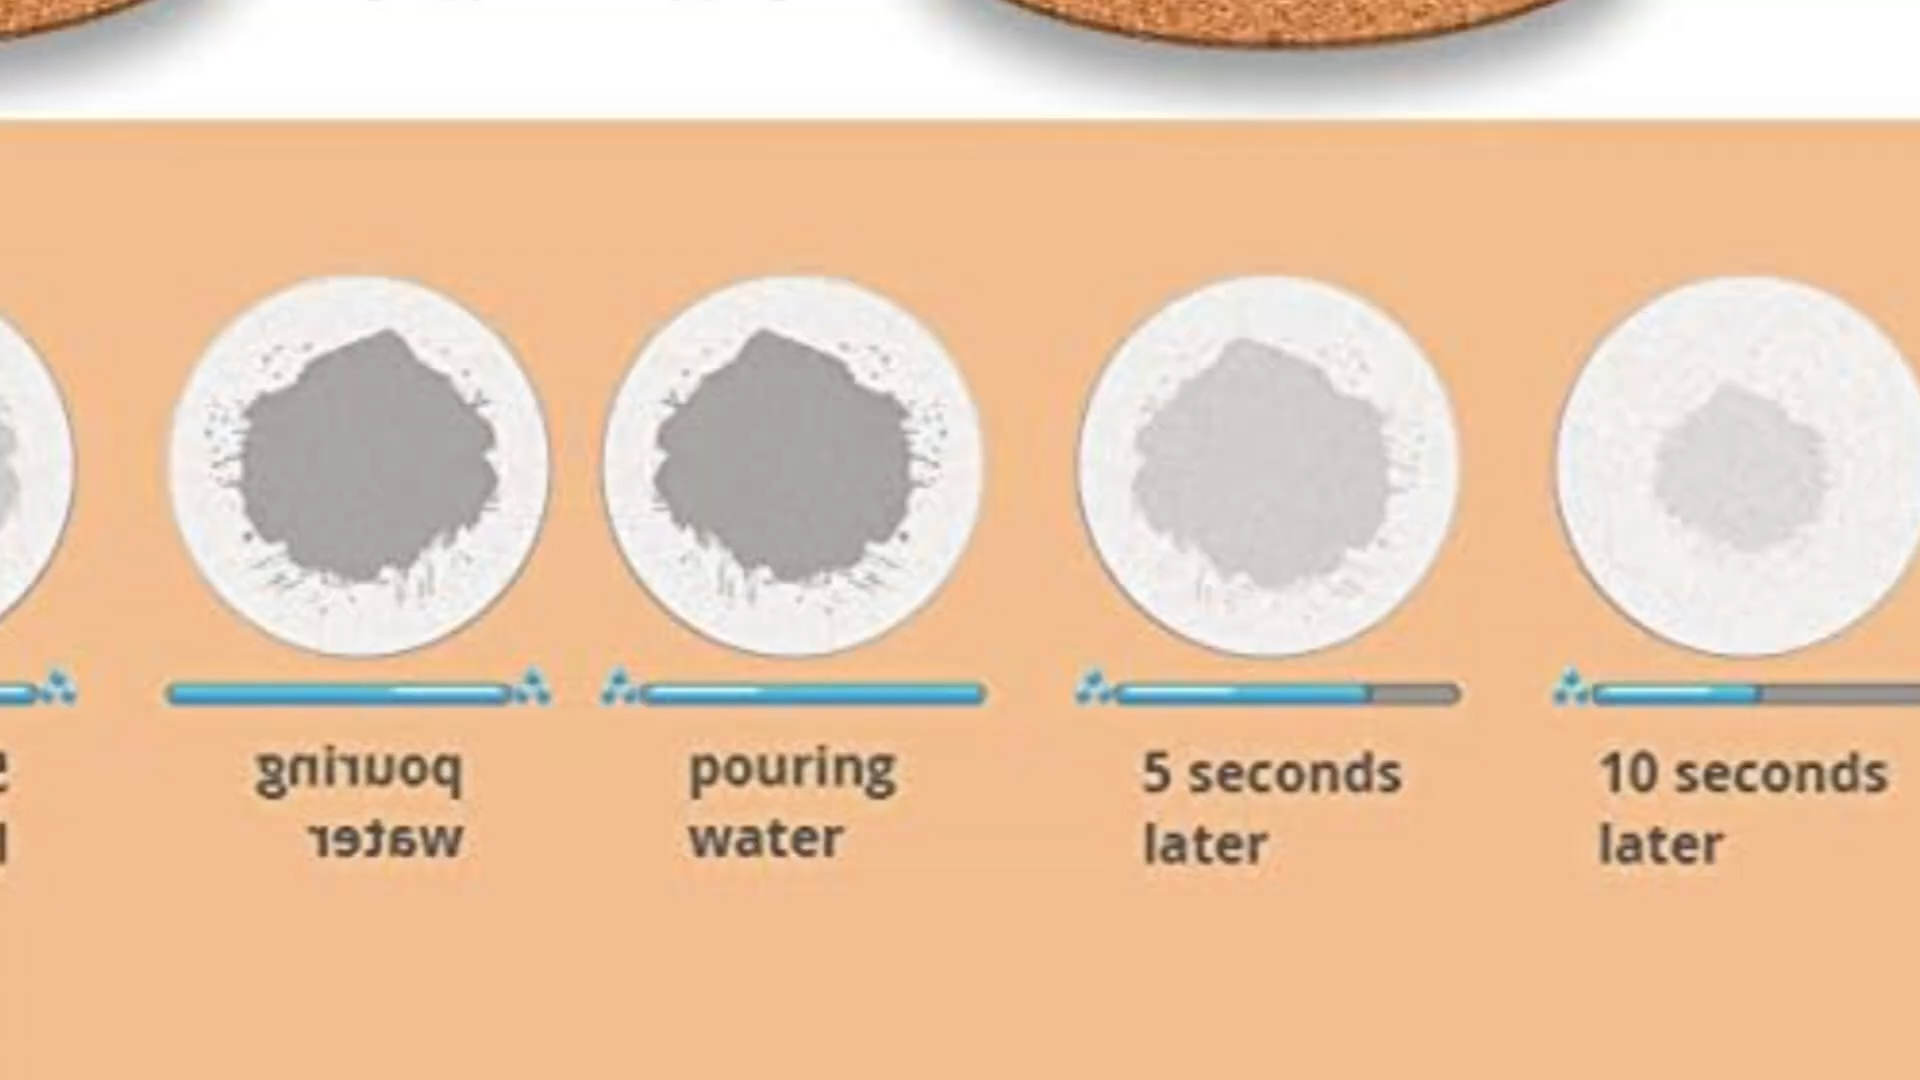 pouring
water
pouring
water
5 seconds
later
10 seconds
later